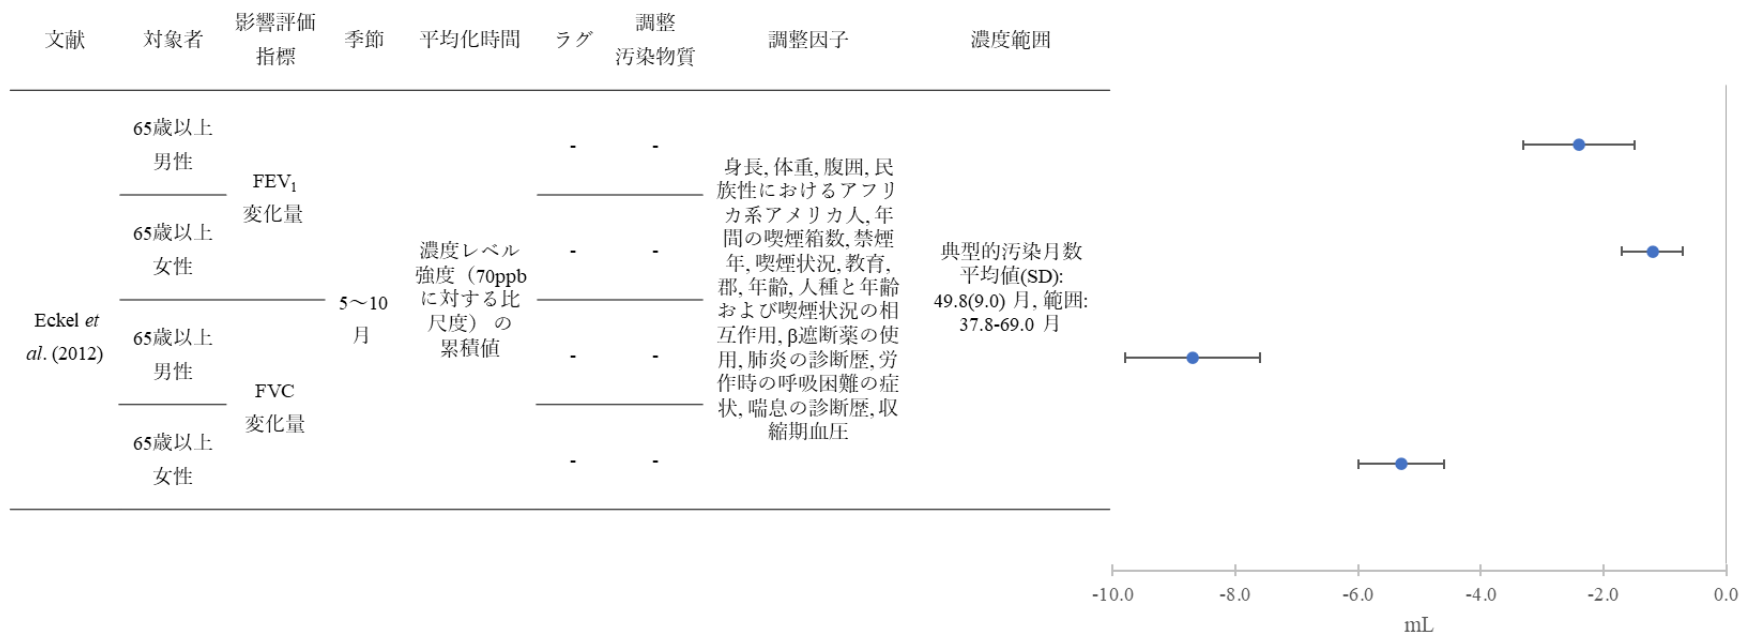 文献
対象者
影響評価
指標
季節
平均化時間
ラグ
調整
汚染物質
調整因子
濃度範囲
Eckel et
al. (2012)
65歳以上
男性
65歳以上
女性
65歳以上
男性
65歳以上
女性
FEV₁
変化量
FVC
変化量
5～10
月
濃度レベル
強度（70ppb
に対する比
尺度） の
累積値
- -
- -
- -
- -
身長, 体重, 腹囲, 民
族性におけるアフリ
カ系アメリカ人, 年
間の喫煙箱数, 禁煙
年, 喫煙状況, 教育,
郡, 年齢, 人種と年齢
および喫煙状況の相
互作用, β遮断薬の使
用, 肺炎の診断歴, 労
作時の呼吸困難の症
状, 喘息の診断歴, 収
縮期血圧
典型的汚染月数
平均値(SD):
49.8(9.0) 月, 範囲:
37.8-69.0 月
-10.0 -8.0 -6.0 -4.0 -2.0 0.0
mL